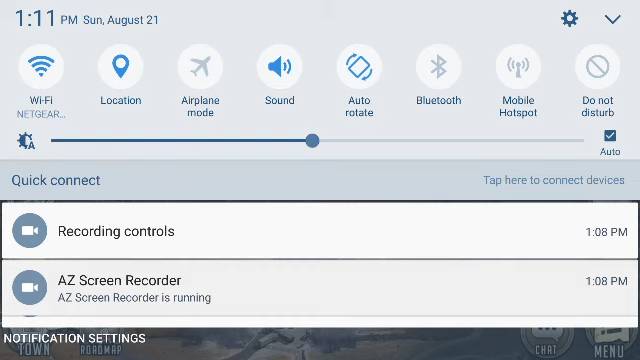 1:11 PM Sun, August 21
Wi-Fi
NETGEAR...
Location
Airplane
mode
Sound
Auto
rotate
Bluetooth
Mobile
Hotspot
Do not
disturb
A
Auto
Quick connect
Tap here to connect devices
Recording controls
1:08 PM
AZ Screen Recorder
1:08 PM
AZ Screen Recorder is running
NOTIFICATION SETTINGS
TOWN
ROADMAP
CHAT
MENU